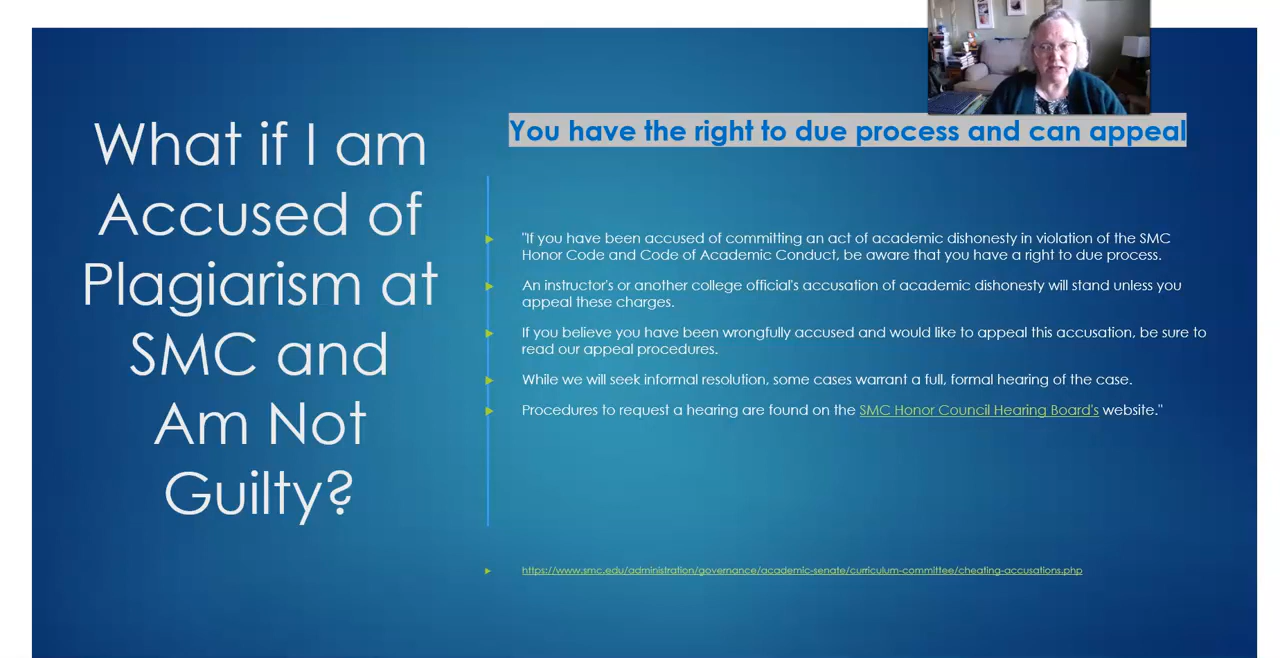 What if I am
Accused of
Plagiarism at
SMC and
Am Not
Guilty?
You have the right to due process and can appeal
"If you have been accused of committing an act of academic dishonesty in violation of the SMC
Honor Code and Code of Academic Conduct, be aware that you have a right to due process.
An instructor's or another college official's accusation of academic dishonesty will stand unless you
appeal these charges.
If you believe you have been wrongfully accused and would like to appeal this accusation, be sure to
read our appeal procedures.
While we will seek informal resolution, some cases warrant a full, formal hearing of the case.
Procedures to request a hearing are found on the SMC Honor Council Hearing Board's website."
https://www.smc.edu/administration/governance/academic-senate/curriculum-committee/cheating-accusations.php